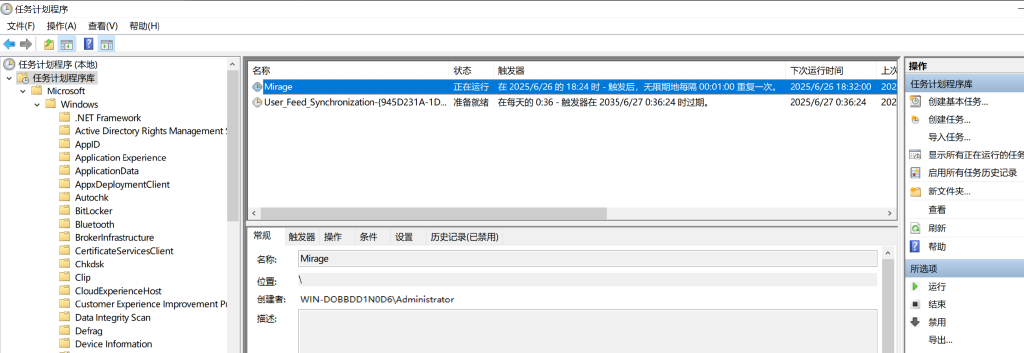 任务计划程序
文件(F) 操作(A) 查看(V) 帮助(H)
任务计划程序 (本地)
任务计划程序库
Microsoft
Windows
.NET Framework
Active Directory Rights Management S
AppID
Application Experience
ApplicationData
AppxDeploymentClient
Autochk
BitLocker
Bluetooth
BrokerInfrastructure
CertificateServicesClient
Chkdsk
Clip
CloudExperienceHost
Customer Experience Improvement Pr
Data Integrity Scan
Defrag
Device Information
名称 状态 触发器 下次运行时间 上次
Mirage 正在运行 在 2025/6/26 的 18:24 时 - 触发后，无限期地每隔 00:01:00 重复一次。 2025/6/26 18:32:00 202
User_Feed_Synchronization-{945D231A-1D... 准备就绪 在每天的 0:36 - 触发器在 2035/6/27 0:36:24 时过期。 2025/6/27 0:36:24 202
常规 触发器 操作 条件 设置 历史记录(已禁用)
名称: Mirage
位置: \
创建者: WIN-DOBBDD1N0D6\Administrator
描述:
操作
任务计划程序库
创建基本任务...
创建任务...
导入任务...
显示所有正在运行的任务
启用所有任务历史记录
新文件夹...
查看
刷新
帮助
所选项
运行
结束
禁用
导出...